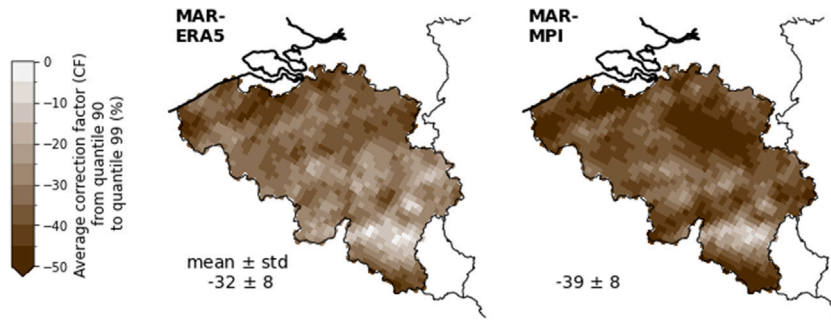 MAR-
ERA5
MAR-
MPI
0
−10
−20
−30
−40
−50
Average correction factor (CF)
from quantile 90
to quantile 99 (%)
mean ± std
-32 ± 8
-39 ± 8